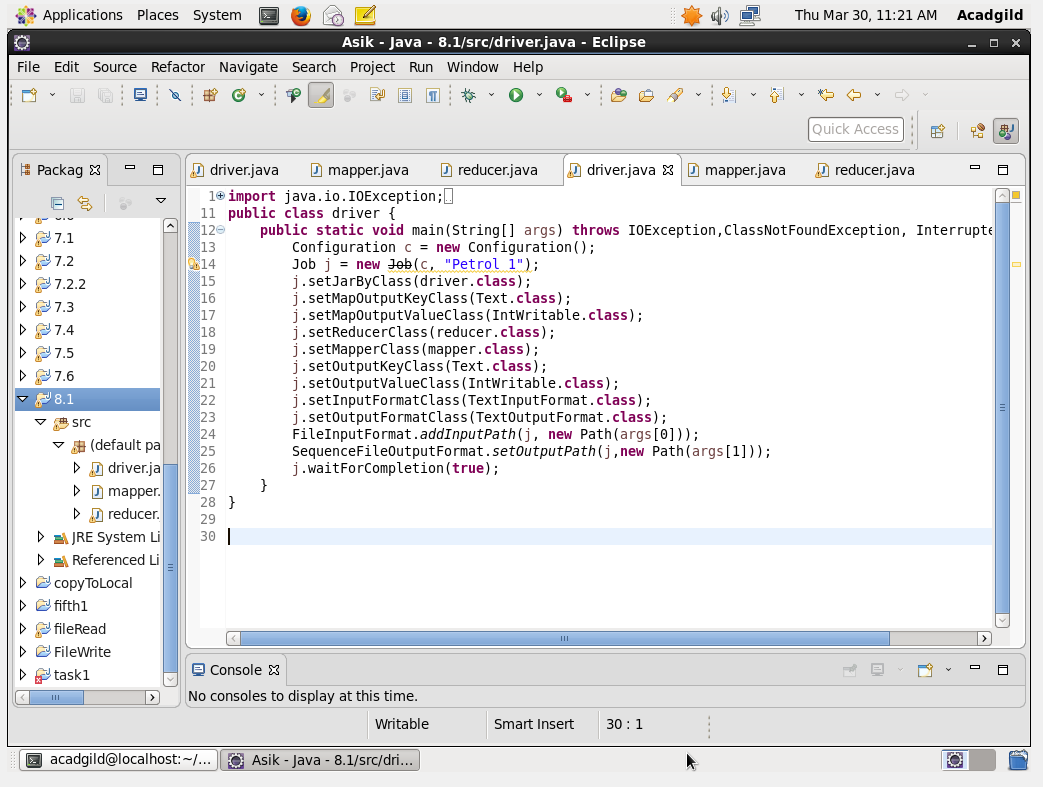 Applications Places System Thu Mar 30, 11:21 AM Acadgild
Asik - Java - 8.1/src/driver.java - Eclipse
File Edit Source Refactor Navigate Search Project Run Window Help
Quick Access
Packag
driver.java mapper.java reducer.java driver.java mapper.java reducer.java
7.1
7.2
7.2.2
7.3
7.4
7.5
7.6
8.1
src
(default pa
driver.ja
mapper.
reducer.
JRE System Li
Referenced Li
copyToLocal
fifth1
fileRead
FileWrite
task1
1 import java.io.IOException;
11 public class driver {
12 public static void main(String[] args) throws IOException,ClassNotFoundException, Interrupte
13 Configuration c = new Configuration();
14 Job j = new Job(c, "Petrol 1");
15 j.setJarByClass(driver.class);
16 j.setMapOutputKeyClass(Text.class);
17 j.setMapOutputValueClass(IntWritable.class);
18 j.setReducerClass(reducer.class);
19 j.setMapperClass(mapper.class);
20 j.setOutputKeyClass(Text.class);
21 j.setOutputValueClass(IntWritable.class);
22 j.setInputFormatClass(TextInputFormat.class);
23 j.setOutputFormatClass(TextOutputFormat.class);
24 FileInputFormat.addInputPath(j, new Path(args[0]));
25 SequenceFileOutputFormat.setOutputPath(j,new Path(args[1]));
26 j.waitForCompletion(true);
27 }
28 }
29
30
Console
No consoles to display at this time.
Writable Smart Insert 30 : 1
acadgild@localhost:~/... Asik - Java - 8.1/src/dri...